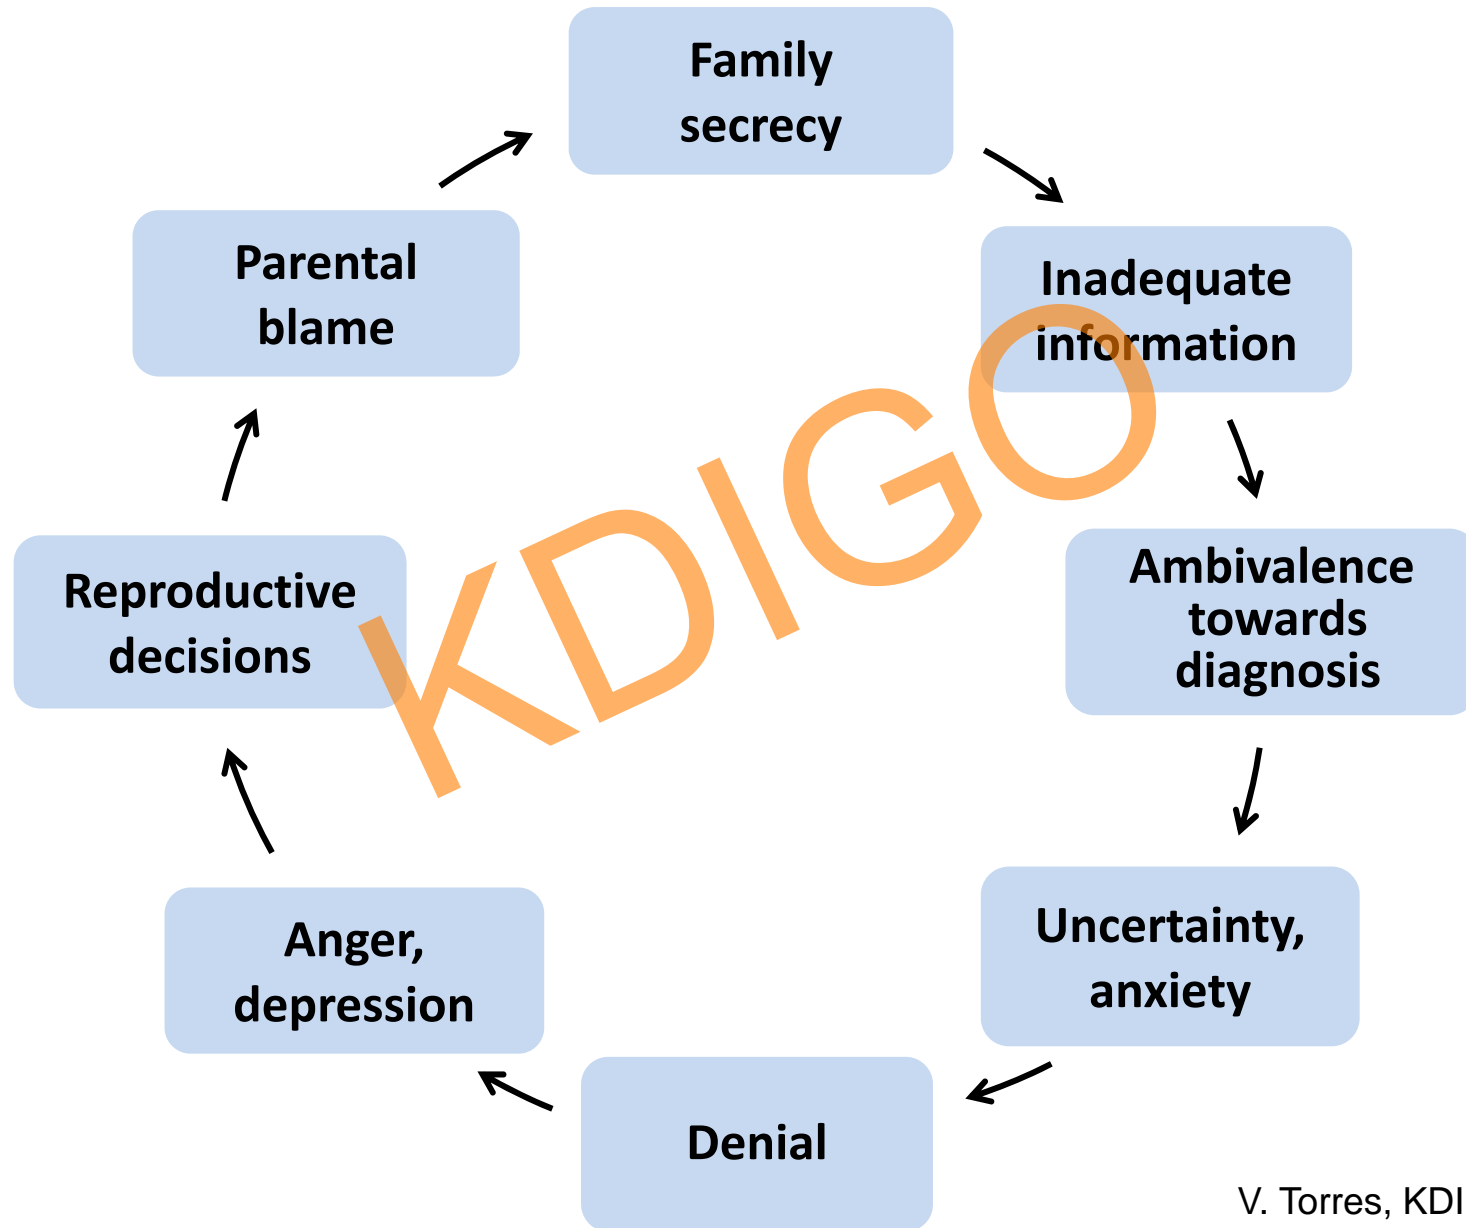 Family
secrecy
Inadequate
information
Ambivalence
towards
diagnosis
Uncertainty,
anxiety
Denial
Anger,
depression
Reproductive
decisions
Parental
blame
KDIGO
V. Torres, KDI